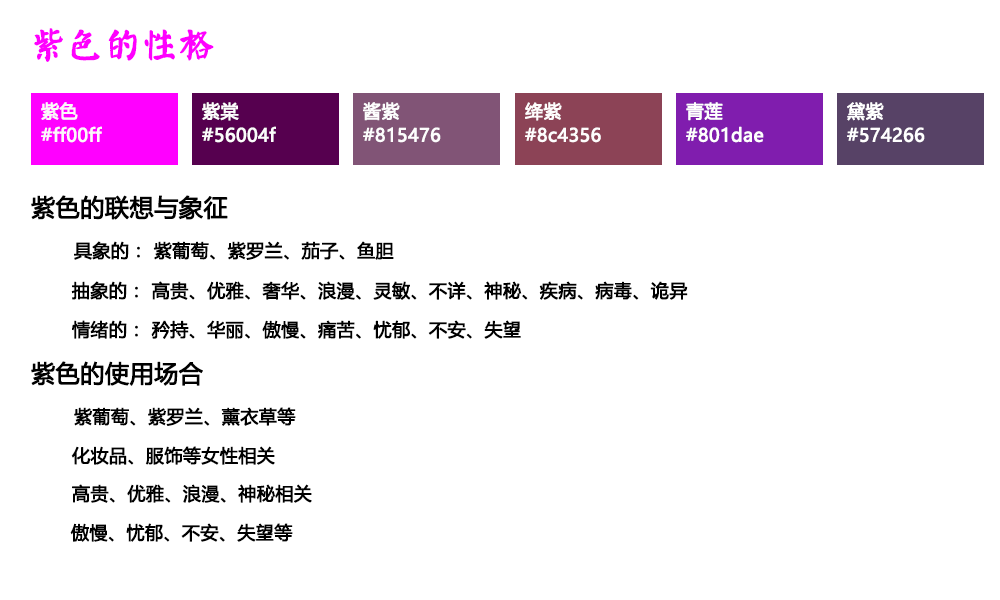 紫色的性格
紫色
#ff00ff
紫棠
#56004f
酱紫
#815476
绛紫
#8c4356
青莲
#801dae
黛紫
#574266
紫色的联想与象征
具象的： 紫葡萄、紫罗兰、茄子、鱼胆
抽象的： 高贵、优雅、奢华、浪漫、灵敏、不详、神秘、疾病、病毒、诡异
情绪的： 矜持、华丽、傲慢、痛苦、忧郁、不安、失望
紫色的使用场合
紫葡萄、紫罗兰、薰衣草等
化妆品、服饰等女性相关
高贵、优雅、浪漫、神秘相关
傲慢、忧郁、不安、失望等